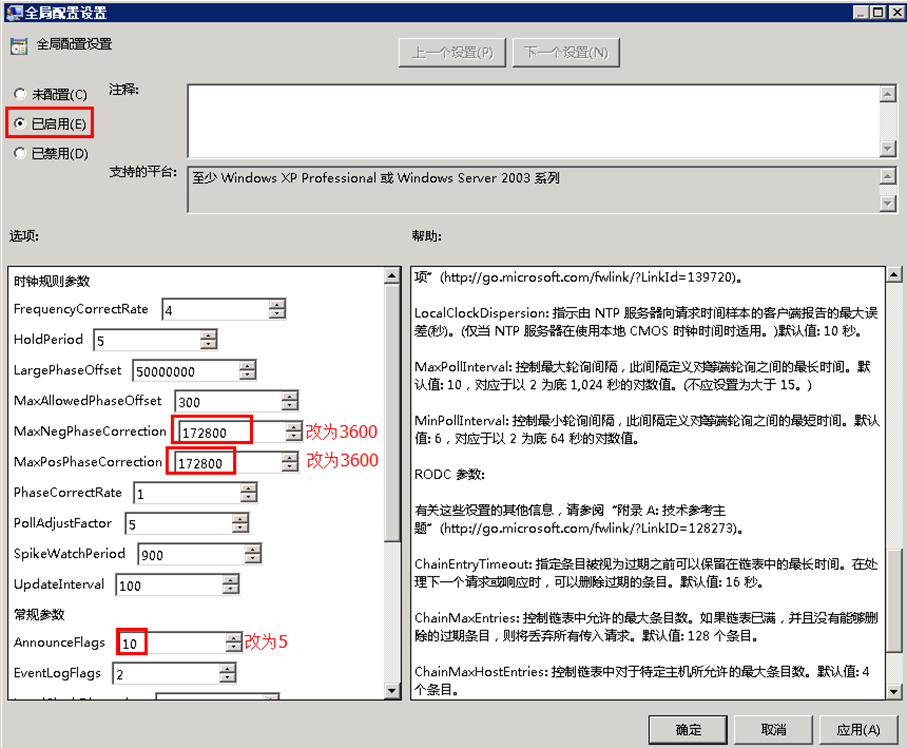 全局配置设置
全局配置设置
上一个设置(P)
下一个设置(N)
未配置(C)
注释:
已启用(E)
已禁用(D)
支持的平台:
至少 Windows XP Professional 或 Windows Server 2003 系列
选项:
帮助:
时钟规则参数
FrequencyCorrectRate 4
HoldPeriod 5
LargePhaseOffset 50000000
MaxAllowedPhaseOffset 300
MaxNegPhaseCorrection 172800 改为3600
MaxPosPhaseCorrection 172800 改为3600
PhaseCorrectRate 1
PollAdjustFactor 5
SpikeWatchPeriod 900
UpdateInterval 100
常规参数
AnnounceFlags 10 改为5
EventLogFlags 2
项” (http://go.microsoft.com/fwlink/?LinkId=139720)。
LocalClockDispersion: 指示由 NTP 服务器向请求时间样本的客户端报告的最大误
差(秒)。(仅当 NTP 服务器在使用本地 CMOS 时钟时间时适用。)默认值: 10 秒。
MaxPollInterval: 控制最大轮询间隔，此间隔定义对等端轮询之间的最长时间。默
认值: 10，对应于以 2 为底 1,024 秒的对数值。(不应设置为大于 15。)
MinPollInterval: 控制最小轮询间隔，此间隔定义对等端轮询之间的最短时间。默认
值: 6，对应于以 2 为底 64 秒的对数值。
RODC 参数:
有关这些设置的其他信息，请参阅 “附录 A: 技术参考主
题” (http://go.microsoft.com/fwlink/?LinkID=128273)。
ChainEntryTimeout: 指定条目被视为过期之前可以保留在链表中的最长时间。在处
理下一个请求或响应时，可以删除过期的条目。默认值: 16 秒。
ChainMaxEntries: 控制链表中允许的最大条目数。如果链表已满，并且没有能够删
除的过期条目，则将丢弃所有传入请求。默认值: 128 个条目。
ChainMaxHostEntries: 控制链表中对于特定主机所允许的最大条目数。默认值: 4
个条目。
确定
取消
应用(A)